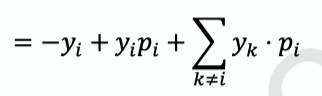 = −y_i + y_i p_i + ∑_{k≠i} y_k · p_i